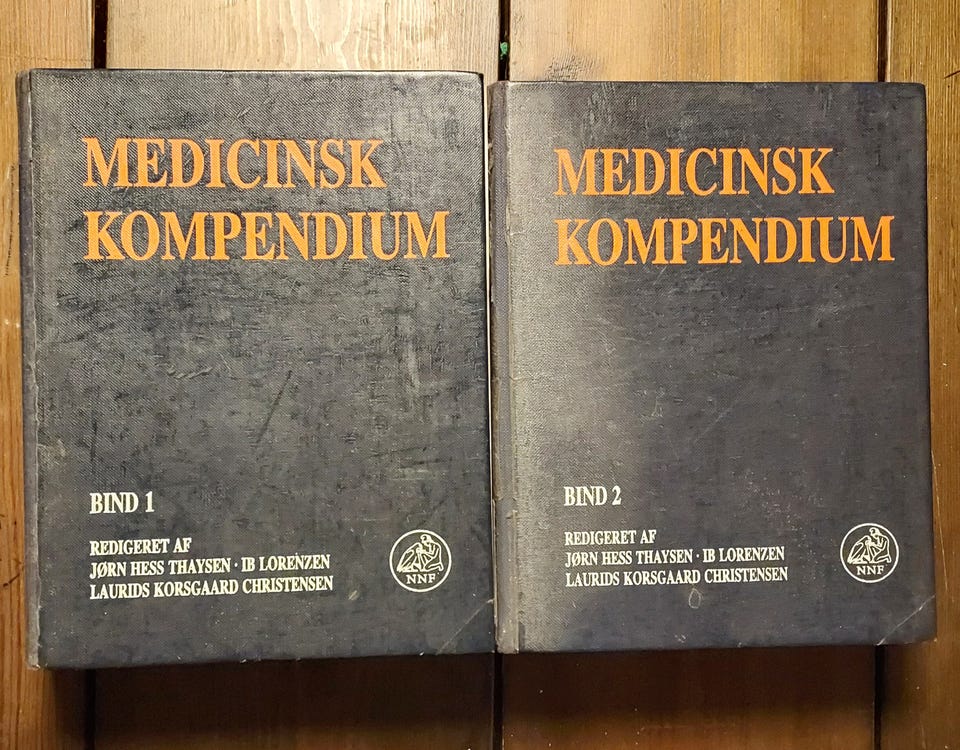 MEDICINSK
KOMPENDIUM
BIND 1
REDIGERET AF
JØRN HESS THAYSEN · IB LORENZEN
LAURIDS KORSGAARD CHRISTENSEN
NNF
MEDICINSK
KOMPENDIUM
BIND 2
REDIGERET AF
JØRN HESS THAYSEN · IB LORENZEN
LAURIDS KORSGAARD CHRISTENSEN
NNF